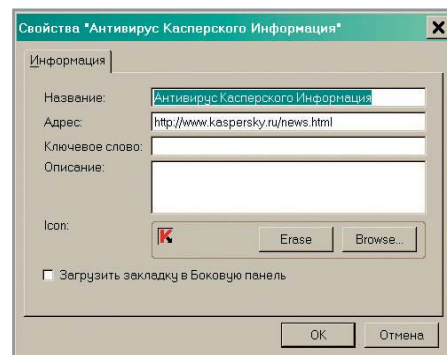 Свойства "Антивирус Касперского Информация"
Информация
Название: Антивирус Касперского Информация
Адрес: http://www.kaspersky.ru/news.html
Ключевое слово:
Описание:
Icon: Erase Browse...
Загрузить закладку в Боковую панель
OK Отмена